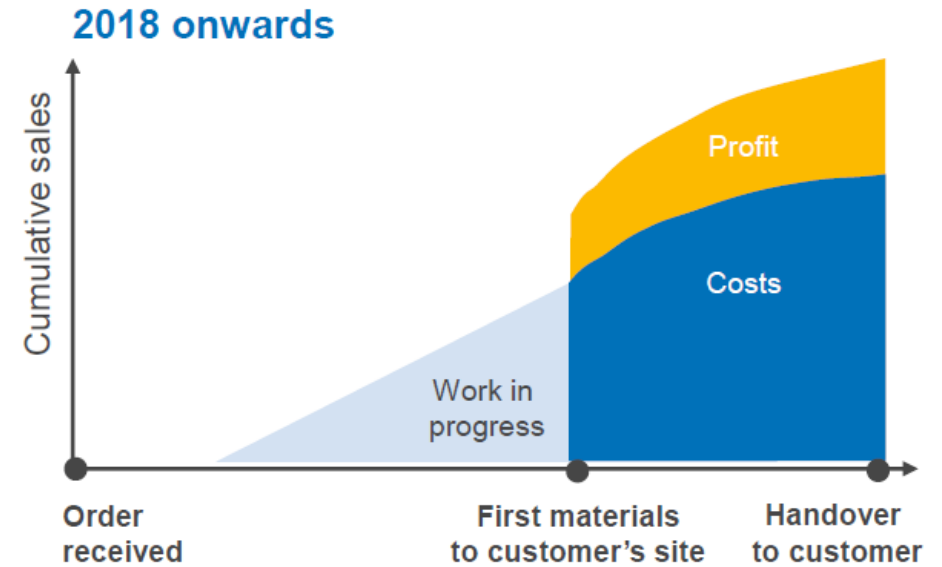 2018 onwards
Cumulative sales
Profit
Costs
Work in
progress
Order
received
First materials
to customer's site
Handover
to customer